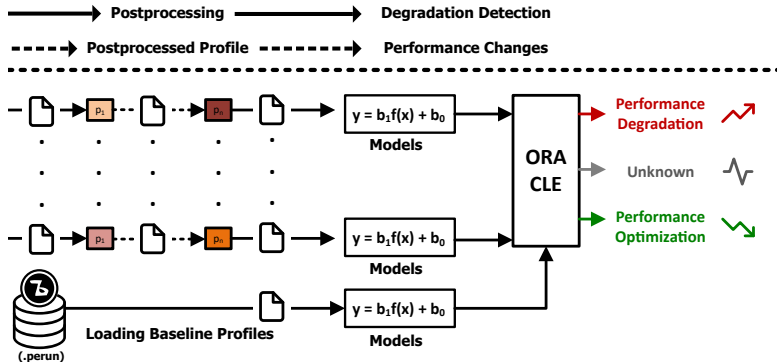 Postprocessing Degradation Detection
Postprocessed Profile Performance Changes
p1 pn y = b1f(x) + b0
Models
ORA
CLE
Performance
Degradation
Unknown
Performance
Optimization
p1 pn y = b1f(x) + b0
Models
y = b1f(x) + b0
Loading Baseline Profiles
Models
(.perun)